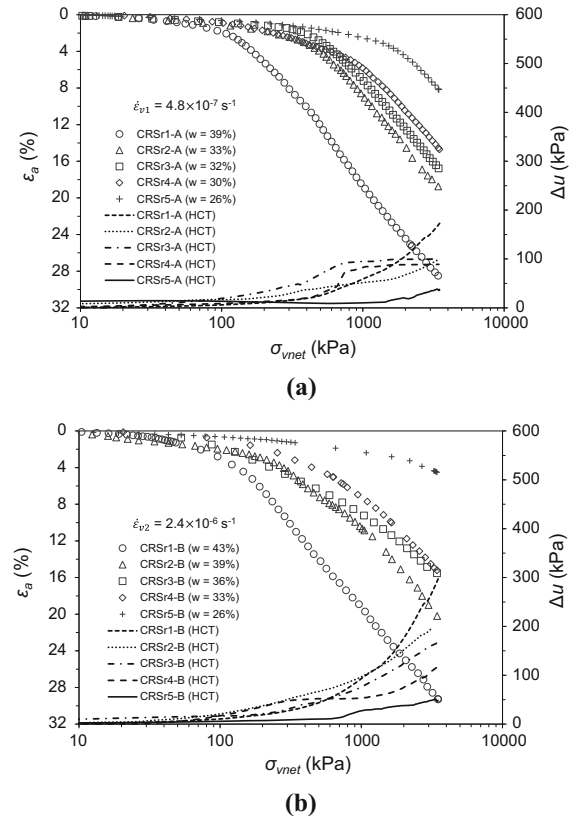 0
4
8
12
16
20
24
28
32
εa (%)
600
500
400
300
200
100
0
Δu (kPa)
ε̇v1 = 4.8×10-7 s-1
CRSr1-A (w = 39%)
CRSr2-A (w = 33%)
CRSr3-A (w = 32%)
CRSr4-A (w = 30%)
CRSr5-A (w = 26%)
CRSr1-A (HCT)
CRSr2-A (HCT)
CRSr3-A (HCT)
CRSr4-A (HCT)
CRSr5-A (HCT)
10 100 1000 10000
σvnet (kPa)
(a)
0
4
8
12
16
20
24
28
32
εa (%)
600
500
400
300
200
100
0
Δu (kPa)
ε̇v2 = 2.4×10-6 s-1
CRSr1-B (w = 43%)
CRSr2-B (w = 39%)
CRSr3-B (w = 36%)
CRSr4-B (w = 33%)
CRSr5-B (w = 26%)
CRSr1-B (HCT)
CRSr2-B (HCT)
CRSr3-B (HCT)
CRSr4-B (HCT)
CRSr5-B (HCT)
10 100 1000 10000
σvnet (kPa)
(b)